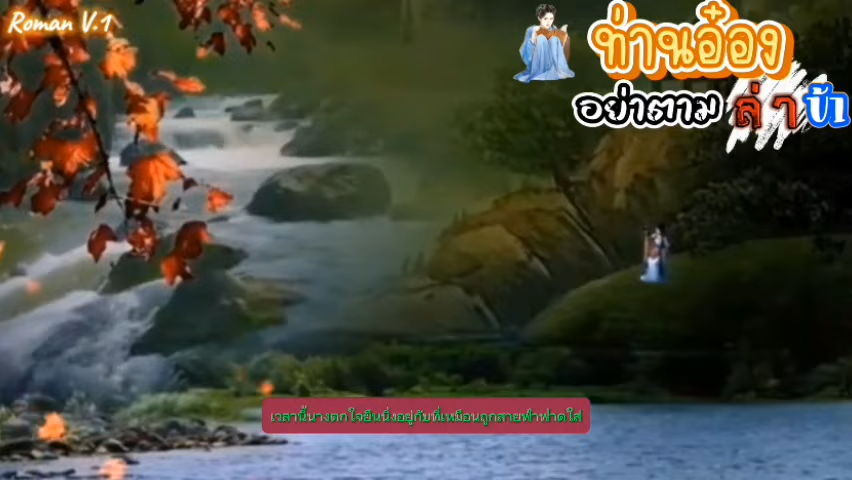 Roman V.1
ท่านอ๋อง
อย่าตามล่าข้า
เวลานี้นางตกใจยืนนิ่งอยู่กับที่เหมือนถูกสายฟ้าฟาดใส่